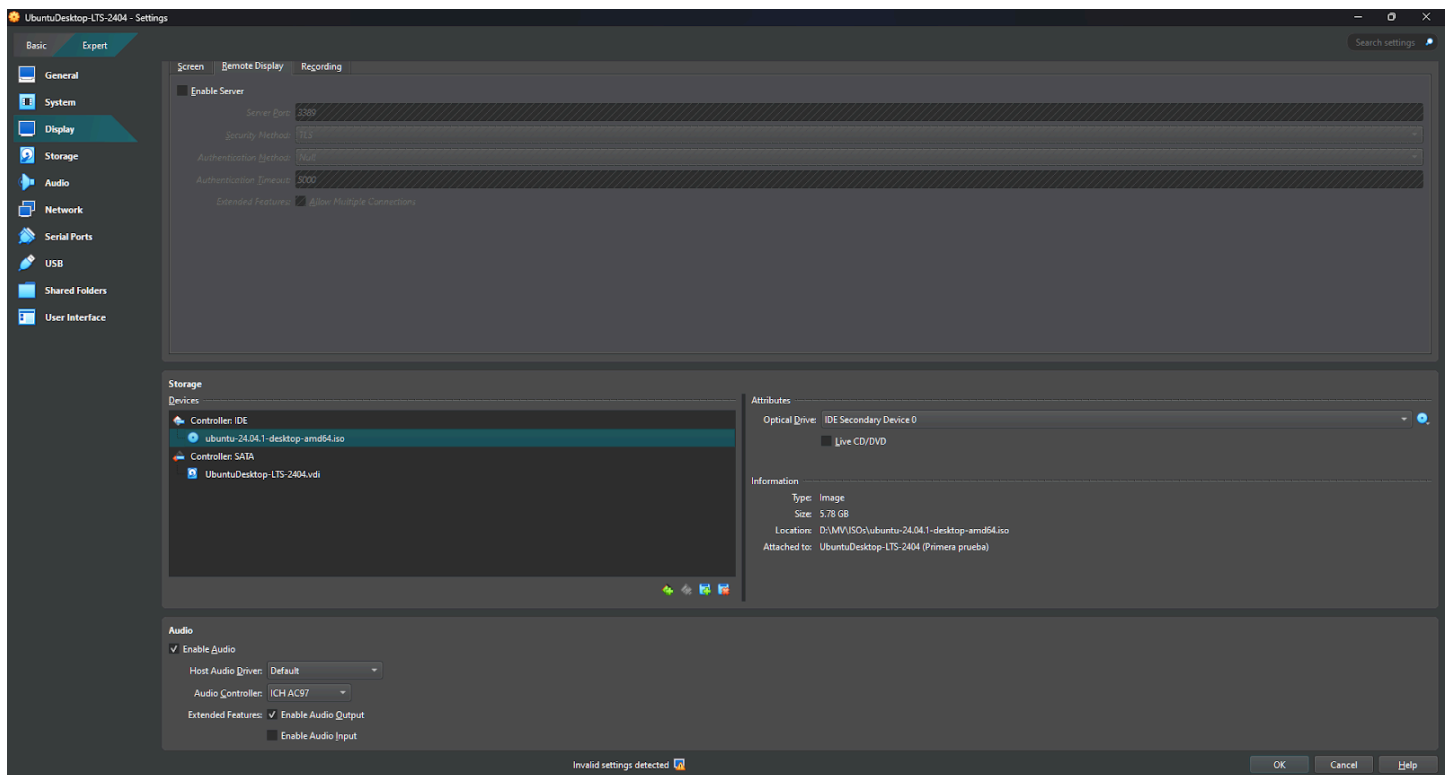 UbuntuDesktop-LTS-2404 - Settings
Basic Expert Search settings
General
System
Display
Storage
Audio
Network
Serial Ports
USB
Shared Folders
User Interface
Screen Remote Display Recording
Enable Server
Server Port: 3389
Security Method: TLS
Authentication Method: Null
Authentication Timeout: 5000
Extended Features: Allow Multiple Connections
Storage
Devices
Controller: IDE
ubuntu-24.04.1-desktop-amd64.iso
Controller: SATA
UbuntuDesktop-LTS-2404.vdi
Attributes
Optical Drive: IDE Secondary Device 0
Live CD/DVD
Information
Type: Image
Size: 5.78 GB
Location: D:\MV\ISOs\ubuntu-24.04.1-desktop-amd64.iso
Attached to: UbuntuDesktop-LTS-2404 (Primera prueba)
Audio
Enable Audio
Host Audio Driver: Default
Audio Controller: ICH AC97
Extended Features: Enable Audio Output
Enable Audio Input
Invalid settings detected
OK Cancel Help